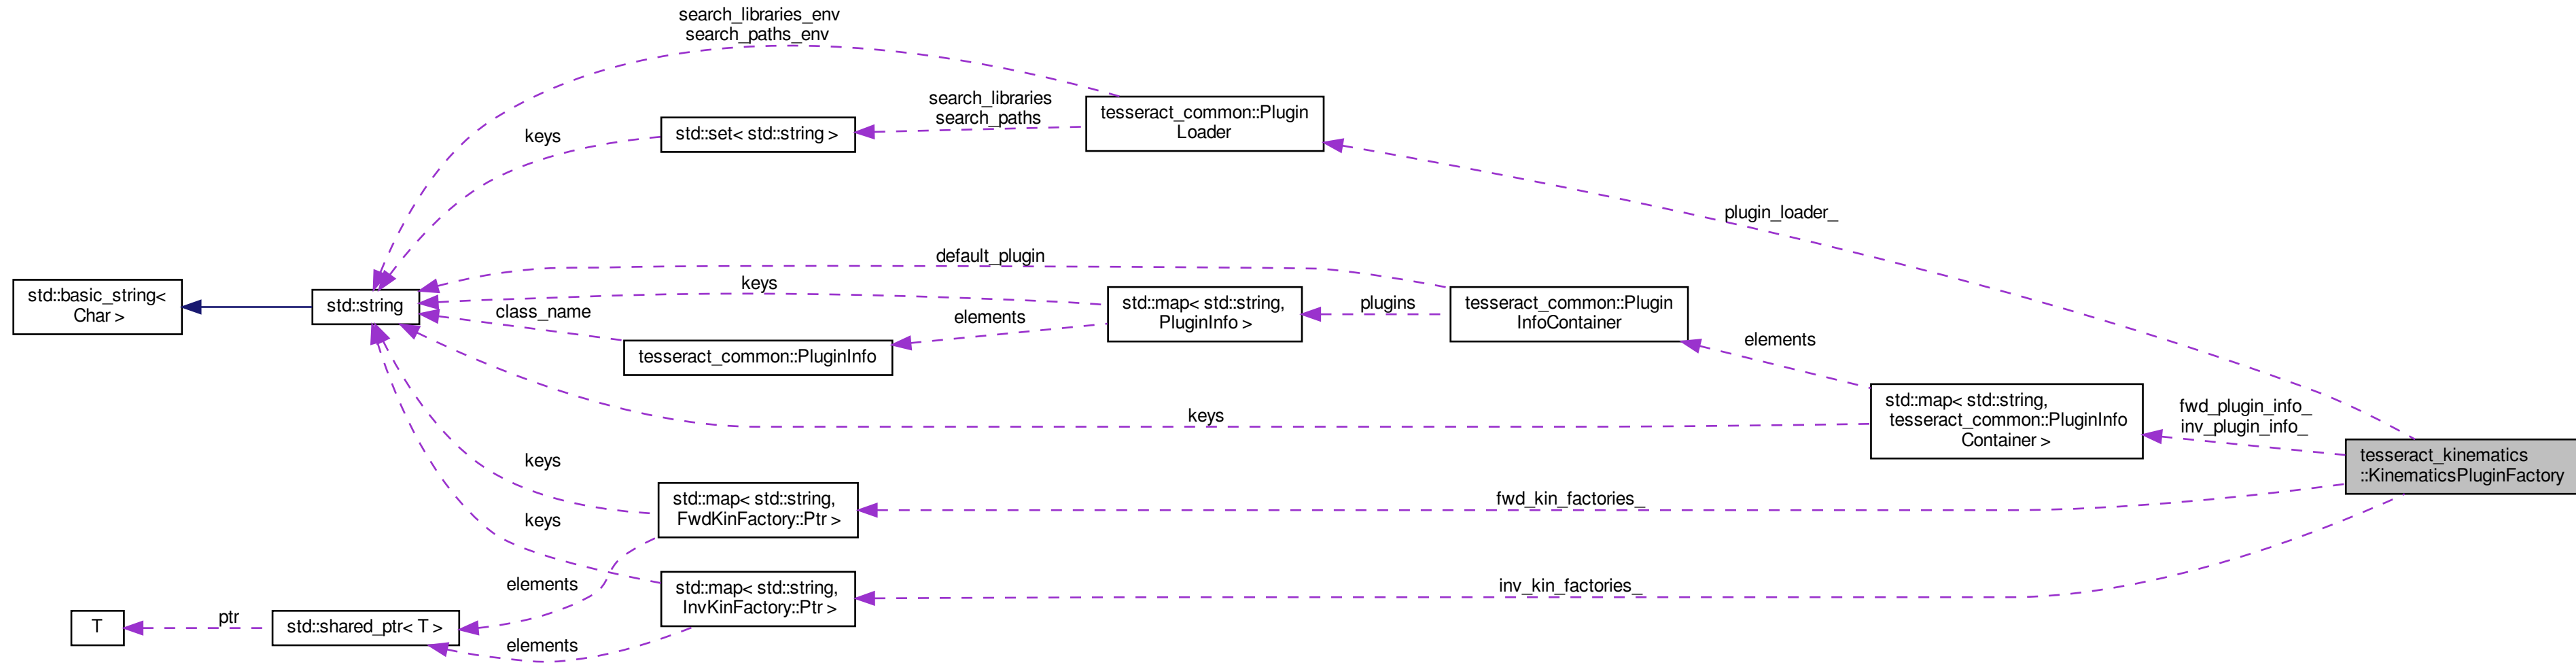 search_libraries_env
search_paths_env
search_libraries
search_paths
tesseract_common::Plugin
Loader
keys
std::set< std::string >
plugin_loader_
default_plugin
keys
std::basic_string<
Char >
std::string
class_name
elements
std::map< std::string,
PluginInfo >
plugins
tesseract_common::Plugin
InfoContainer
tesseract_common::PluginInfo
elements
keys
std::map< std::string,
tesseract_common::PluginInfo
Container >
fwd_plugin_info_
inv_plugin_info_
tesseract_kinematics
::KinematicsPluginFactory
keys
std::map< std::string,
FwdKinFactory::Ptr >
fwd_kin_factories_
keys
elements
std::map< std::string,
InvKinFactory::Ptr >
inv_kin_factories_
T
ptr
std::shared_ptr< T >
elements